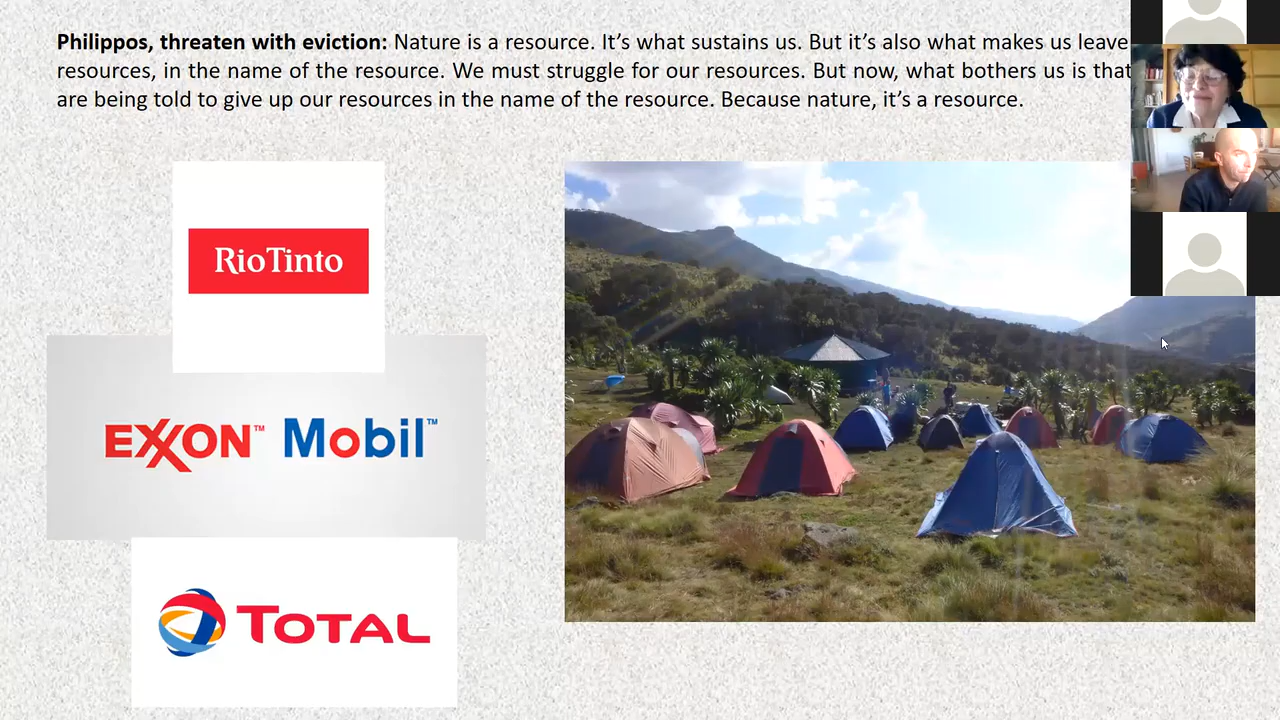 Philippos, threaten with eviction: Nature is a resource. It’s what sustains us. But it’s also what makes us leave
resources, in the name of the resource. We must struggle for our resources. But now, what bothers us is that
are being told to give up our resources in the name of the resource. Because nature, it’s a resource.
RioTinto
EXXON™ Mobil™
TOTAL